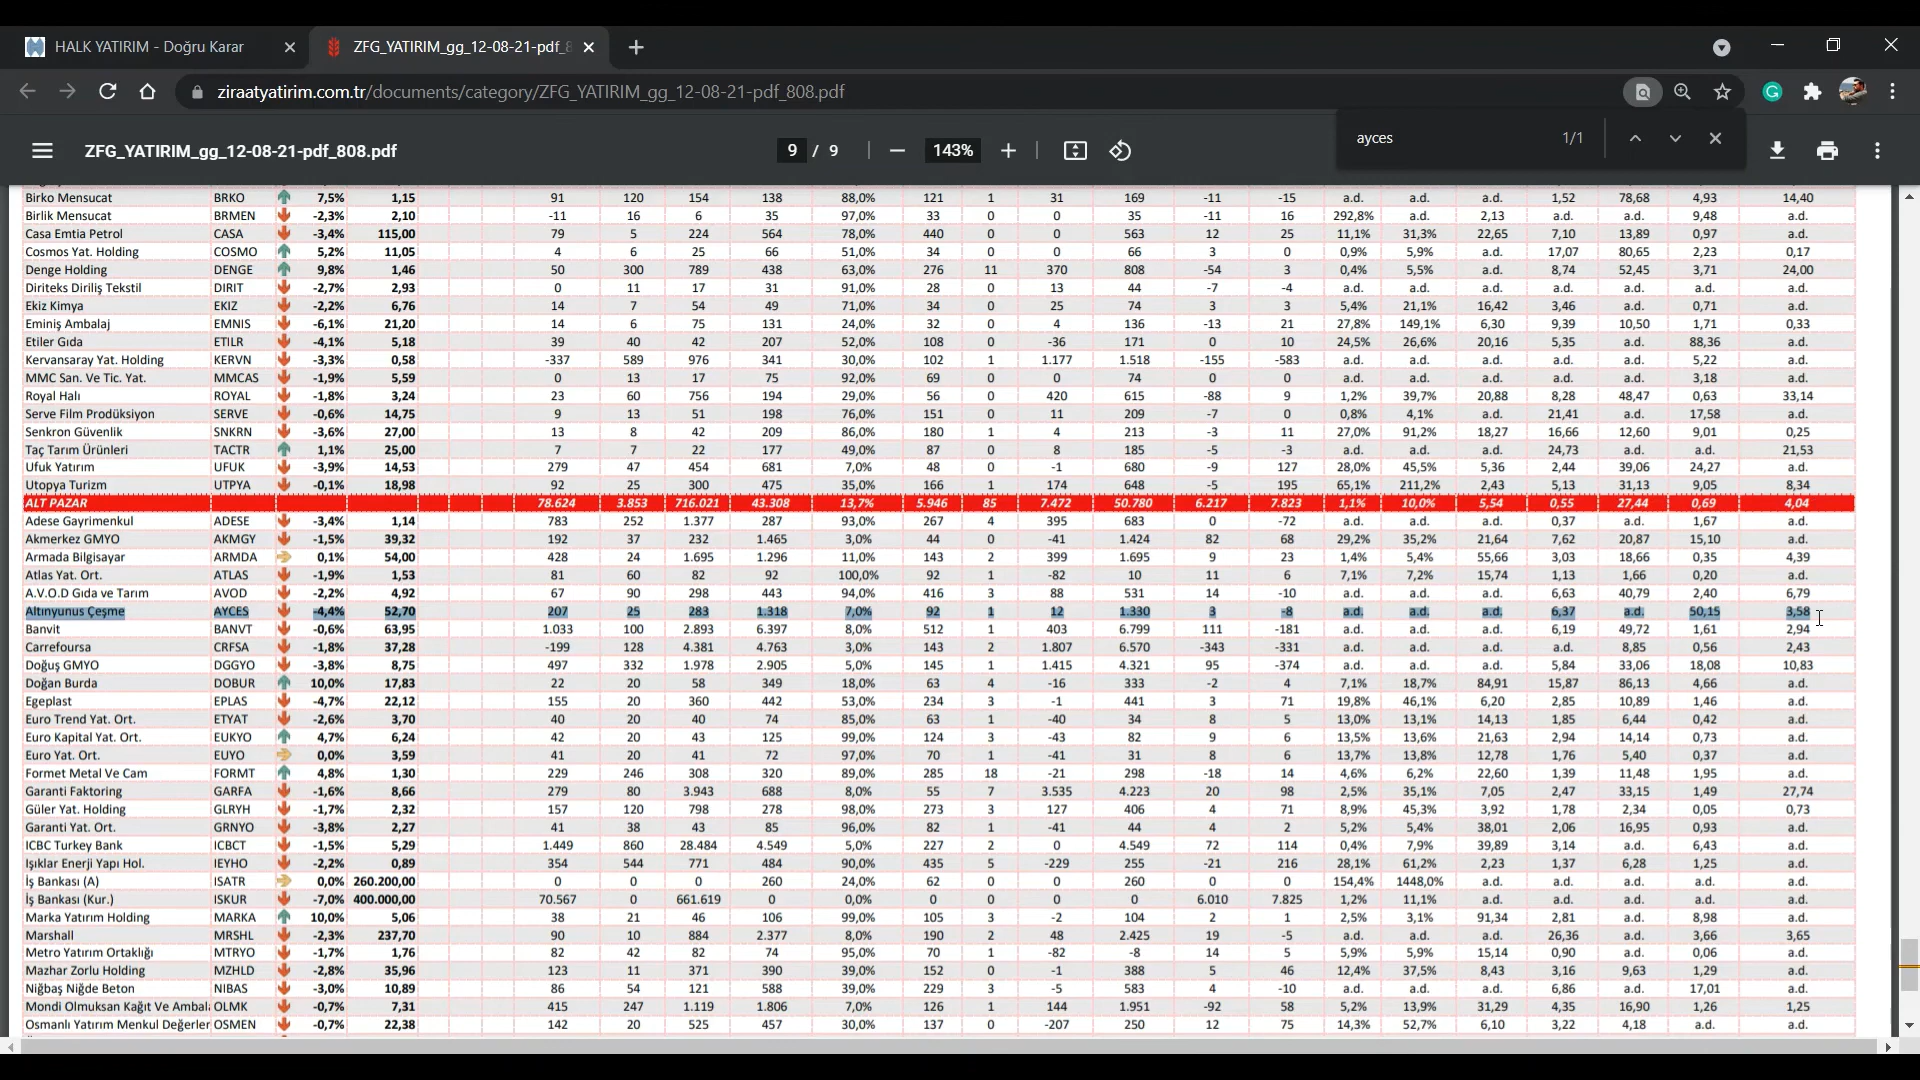 HALK YATIRIM - Doğru Karar
ZFG_YATIRIM_gg_12-08-21-pdf_8
ziraatyatirim.com.tr/documents/category/ZFG_YATIRIM_gg_12-08-21-pdf_808.pdf
ayces 1/1
ZFG_YATIRIM_gg_12-08-21-pdf_808.pdf 9 / 9 143%
Birko Mensucat BRKO 7,5% 1,15 91 120 154 138 88,0% 121 1 31 169 -11 -15 a.d. a.d. a.d. 1,52 78,68 4,93 14,40
Birlik Mensucat BRMEN -2,3% 2,10 -11 16 6 35 97,0% 33 0 0 35 -11 16 292,8% a.d. 2,13 a.d. a.d. 9,48 a.d.
Casa Emtia Petrol CASA -3,4% 115,00 79 5 224 564 78,0% 440 0 0 563 12 25 11,1% 31,3% 22,65 7,10 13,89 0,97 a.d.
Cosmos Yat. Holding COSMO 5,2% 11,05 4 6 25 66 51,0% 34 0 0 66 3 0 0,9% 5,9% a.d. 17,07 80,65 2,23 0,17
Denge Holding DENGE 9,8% 1,46 50 300 789 438 63,0% 276 11 370 808 -54 3 0,4% 5,5% a.d. 8,74 52,45 3,71 24,00
Diriteks Diriliş Tekstil DIRIT -2,7% 2,93 0 11 17 31 91,0% 28 0 13 44 -7 -4 a.d. a.d. a.d. a.d. a.d. a.d. a.d.
Ekiz Kimya EKIZ -2,2% 6,76 14 7 54 49 71,0% 34 0 25 74 3 3 5,4% 21,1% 16,42 3,46 a.d. 0,71 a.d.
Eminiş Ambalaj EMNIS -6,1% 21,20 14 6 75 131 24,0% 32 0 4 136 -13 21 27,8% 149,1% 6,30 9,39 10,50 1,71 0,33
Etiler Gıda ETILR -4,1% 5,18 39 40 42 207 52,0% 108 0 -36 171 0 10 24,5% 26,6% 20,16 5,35 a.d. 88,36 a.d.
Kervansaray Yat. Holding KERVN -3,3% 0,58 -337 589 976 341 30,0% 102 1 1.177 1.518 -155 -583 a.d. a.d. a.d. a.d. a.d. 5,22 a.d.
MMC San. Ve Tic. Yat. MMCAS -1,9% 5,59 0 13 17 75 92,0% 69 0 0 74 0 0 a.d. a.d. a.d. a.d. a.d. 3,18 a.d.
Royal Halı ROYAL -1,8% 3,24 23 60 756 194 29,0% 56 0 420 615 -88 9 1,2% 39,7% 20,88 8,28 48,47 0,63 33,14
Serve Film Prodüksiyon SERVE -0,6% 14,75 9 13 51 198 76,0% 151 0 11 209 -7 0 0,8% 4,1% a.d. 21,41 a.d. 17,58 a.d.
Senkron Güvenlik SNKRN -3,6% 27,00 13 8 42 209 86,0% 180 1 4 213 -3 11 27,0% 91,2% 18,27 16,66 12,60 9,01 0,25
Taç Tarım Ürünleri TACTR 1,1% 25,00 7 7 22 177 49,0% 87 0 8 185 -5 -3 a.d. a.d. a.d. 24,73 a.d. a.d. 21,53
Ufuk Yatırım UFUK -3,9% 14,53 279 47 454 681 7,0% 48 0 -1 680 -9 127 28,0% 45,5% 5,36 2,44 39,06 24,27 a.d.
Utopya Turizm UTPYA -0,1% 18,98 92 25 300 475 35,0% 166 1 174 648 -5 195 65,1% 211,2% 2,43 5,13 31,13 9,05 8,34
ALT PAZAR 78.624 3.853 716.021 43.308 13,7% 5.946 85 7.472 50.780 6.217 7.823 1,1% 10,0% 5,54 0,55 27,44 0,69 4,04
Adese Gayrimenkul ADESE -3,4% 1,14 783 252 1.377 287 93,0% 267 4 395 683 0 -72 a.d. a.d. a.d. 0,37 a.d. 1,67 a.d.
Akmerkez GMYO AKMGY -1,5% 39,32 192 37 232 1.465 3,0% 44 0 -41 1.424 82 68 29,2% 35,2% 21,64 7,62 20,87 15,10 a.d.
Armada Bilgisayar ARMDA 0,1% 54,00 428 24 1.695 1.296 11,0% 143 2 399 1.695 9 23 1,4% 5,4% 55,66 3,03 18,66 0,35 4,39
Atlas Yat. Ort. ATLAS -1,9% 1,53 81 60 82 92 100,0% 92 1 -82 10 11 6 7,1% 7,2% 15,74 1,13 1,66 0,20 a.d.
A.V.O.D Gıda ve Tarım AVOD -2,2% 4,92 67 90 298 443 94,0% 416 3 88 531 14 -10 a.d. a.d. a.d. 6,63 40,79 2,40 6,79
Altınyunus Çeşme AYCES -4,4% 52,70 207 25 283 1.318 7,0% 92 1 12 1.330 3 -8 a.d. a.d. a.d. 6,37 a.d. 50,15 3,58
Banvit BANVT -0,6% 63,95 1.033 100 2.893 6.397 8,0% 512 1 403 6.799 111 -181 a.d. a.d. a.d. 6,19 49,72 1,61 2,94
Carrefoursa CRFSA -1,8% 37,28 -199 128 4.381 4.763 3,0% 143 2 1.807 6.570 -343 -331 a.d. a.d. a.d. a.d. 8,85 0,56 2,43
Doğuş GMYO DGGYO -3,8% 8,75 497 332 1.978 2.905 5,0% 145 1 1.415 4.321 95 -374 a.d. a.d. a.d. 5,84 33,06 18,08 10,83
Doğan Burda DOBUR 10,0% 17,83 22 20 58 349 18,0% 63 4 -16 333 -2 4 7,1% 18,7% 84,91 15,87 86,13 4,66 a.d.
Egeplast EPLAS -4,7% 22,12 155 20 360 442 53,0% 234 3 -1 441 3 71 19,8% 46,1% 6,20 2,85 10,89 1,46 a.d.
Euro Trend Yat. Ort. ETYAT -2,6% 3,70 40 20 40 74 85,0% 63 1 -40 34 8 5 13,0% 13,1% 14,13 1,85 6,44 0,42 a.d.
Euro Kapital Yat. Ort. EUKYO 4,7% 6,24 42 20 43 125 99,0% 124 3 -43 82 9 6 13,5% 13,6% 21,63 2,94 14,14 0,73 a.d.
Euro Yat. Ort. EUYO 0,0% 3,59 41 20 41 72 97,0% 70 1 -41 31 8 6 13,7% 13,8% 12,78 1,76 5,40 0,37 a.d.
Formet Metal Ve Cam FORMT 4,8% 1,30 229 246 308 320 89,0% 285 18 -21 298 -18 14 4,6% 6,2% 22,60 1,39 11,48 1,95 a.d.
Garanti Faktoring GARFA -1,6% 8,66 279 80 3.943 688 8,0% 55 7 3.535 4.223 20 98 2,5% 35,1% 7,05 2,47 33,15 1,49 27,74
Güler Yat. Holding GLRYH -1,7% 2,32 157 120 798 278 98,0% 273 3 127 406 4 71 8,9% 45,3% 3,92 1,78 2,34 0,05 0,73
Garanti Yat. Ort. GRNYO -3,8% 2,27 41 38 43 85 96,0% 82 1 -41 44 4 2 5,2% 5,4% 38,01 2,06 16,95 0,93 a.d.
ICBC Turkey Bank ICBCT -1,5% 5,29 1.449 860 28.484 4.549 5,0% 227 2 0 4.549 72 114 0,4% 7,9% 39,89 3,14 a.d. 6,43 a.d.
Işıklar Enerji Yapı Hol. IEYHO -2,2% 0,89 354 544 771 484 90,0% 435 5 -229 255 -21 216 28,1% 61,2% 2,23 1,37 6,28 1,25 a.d.
İş Bankası (A) ISATR 0,0% 260.200,00 0 0 0 260 24,0% 62 0 0 260 0 0 154,4% 1448,0% a.d. a.d. a.d. a.d. a.d.
İş Bankası (Kur.) ISKUR -7,0% 400.000,00 70.567 0 661.619 0 0,0% 0 0 0 0 6.010 7.825 1,2% 11,1% a.d. a.d. a.d. a.d. a.d.
Marka Yatırım Holding MARKA 10,0% 5,06 38 21 46 106 99,0% 105 3 -2 104 2 1 2,5% 3,1% 91,34 2,81 a.d. 8,98 a.d.
Marshall MRSHL -2,3% 237,70 90 10 884 2.377 8,0% 190 2 48 2.425 19 -5 a.d. a.d. a.d. 26,36 a.d. 3,66 3,65
Metro Yatırım Ortaklığı MTRYO -1,7% 1,76 82 42 82 74 95,0% 70 1 -82 -8 14 5 5,9% 5,9% 15,14 0,90 a.d. 0,06 a.d.
Mazhar Zorlu Holding MZHLD -2,8% 35,96 123 11 371 390 39,0% 152 0 -1 388 5 46 12,4% 37,5% 8,43 3,16 9,63 1,29 a.d.
Niğbaş Niğde Beton NIBAS -3,0% 10,89 86 54 121 588 39,0% 229 3 -5 583 4 -10 a.d. a.d. a.d. 6,86 a.d. 17,01 a.d.
Mondi Olmuksan Kağıt Ve Ambal OLMK -0,7% 7,31 415 247 1.119 1.806 7,0% 126 1 144 1.951 -92 58 5,2% 13,9% 31,29 4,35 16,90 1,26 1,25
Osmanlı Yatırım Menkul Değerler OSMEN -0,7% 22,38 142 20 525 457 30,0% 137 0 -207 250 12 75 14,3% 52,7% 6,10 3,22 4,18 a.d. a.d.